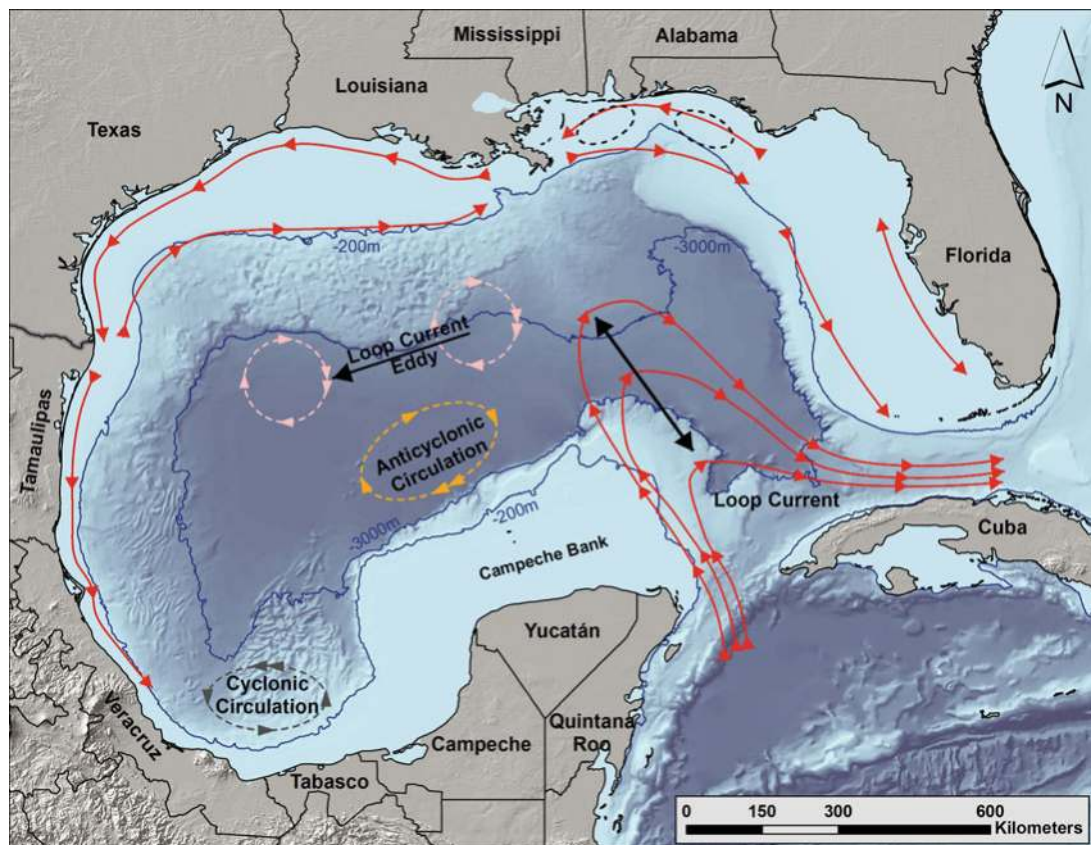 Mississippi
Alabama
Louisiana
Texas
N
Florida
-200m
-3000m
Loop Current
Eddy
Anticyclonic
Circulation
Tamaulipas
Loop Current
-3000m
-200m
Cuba
Campeche Bank
Yucatán
Cyclonic
Circulation
Veracruz
Quintana
Roo
Campeche
Tabasco
0 150 300 600
Kilometers